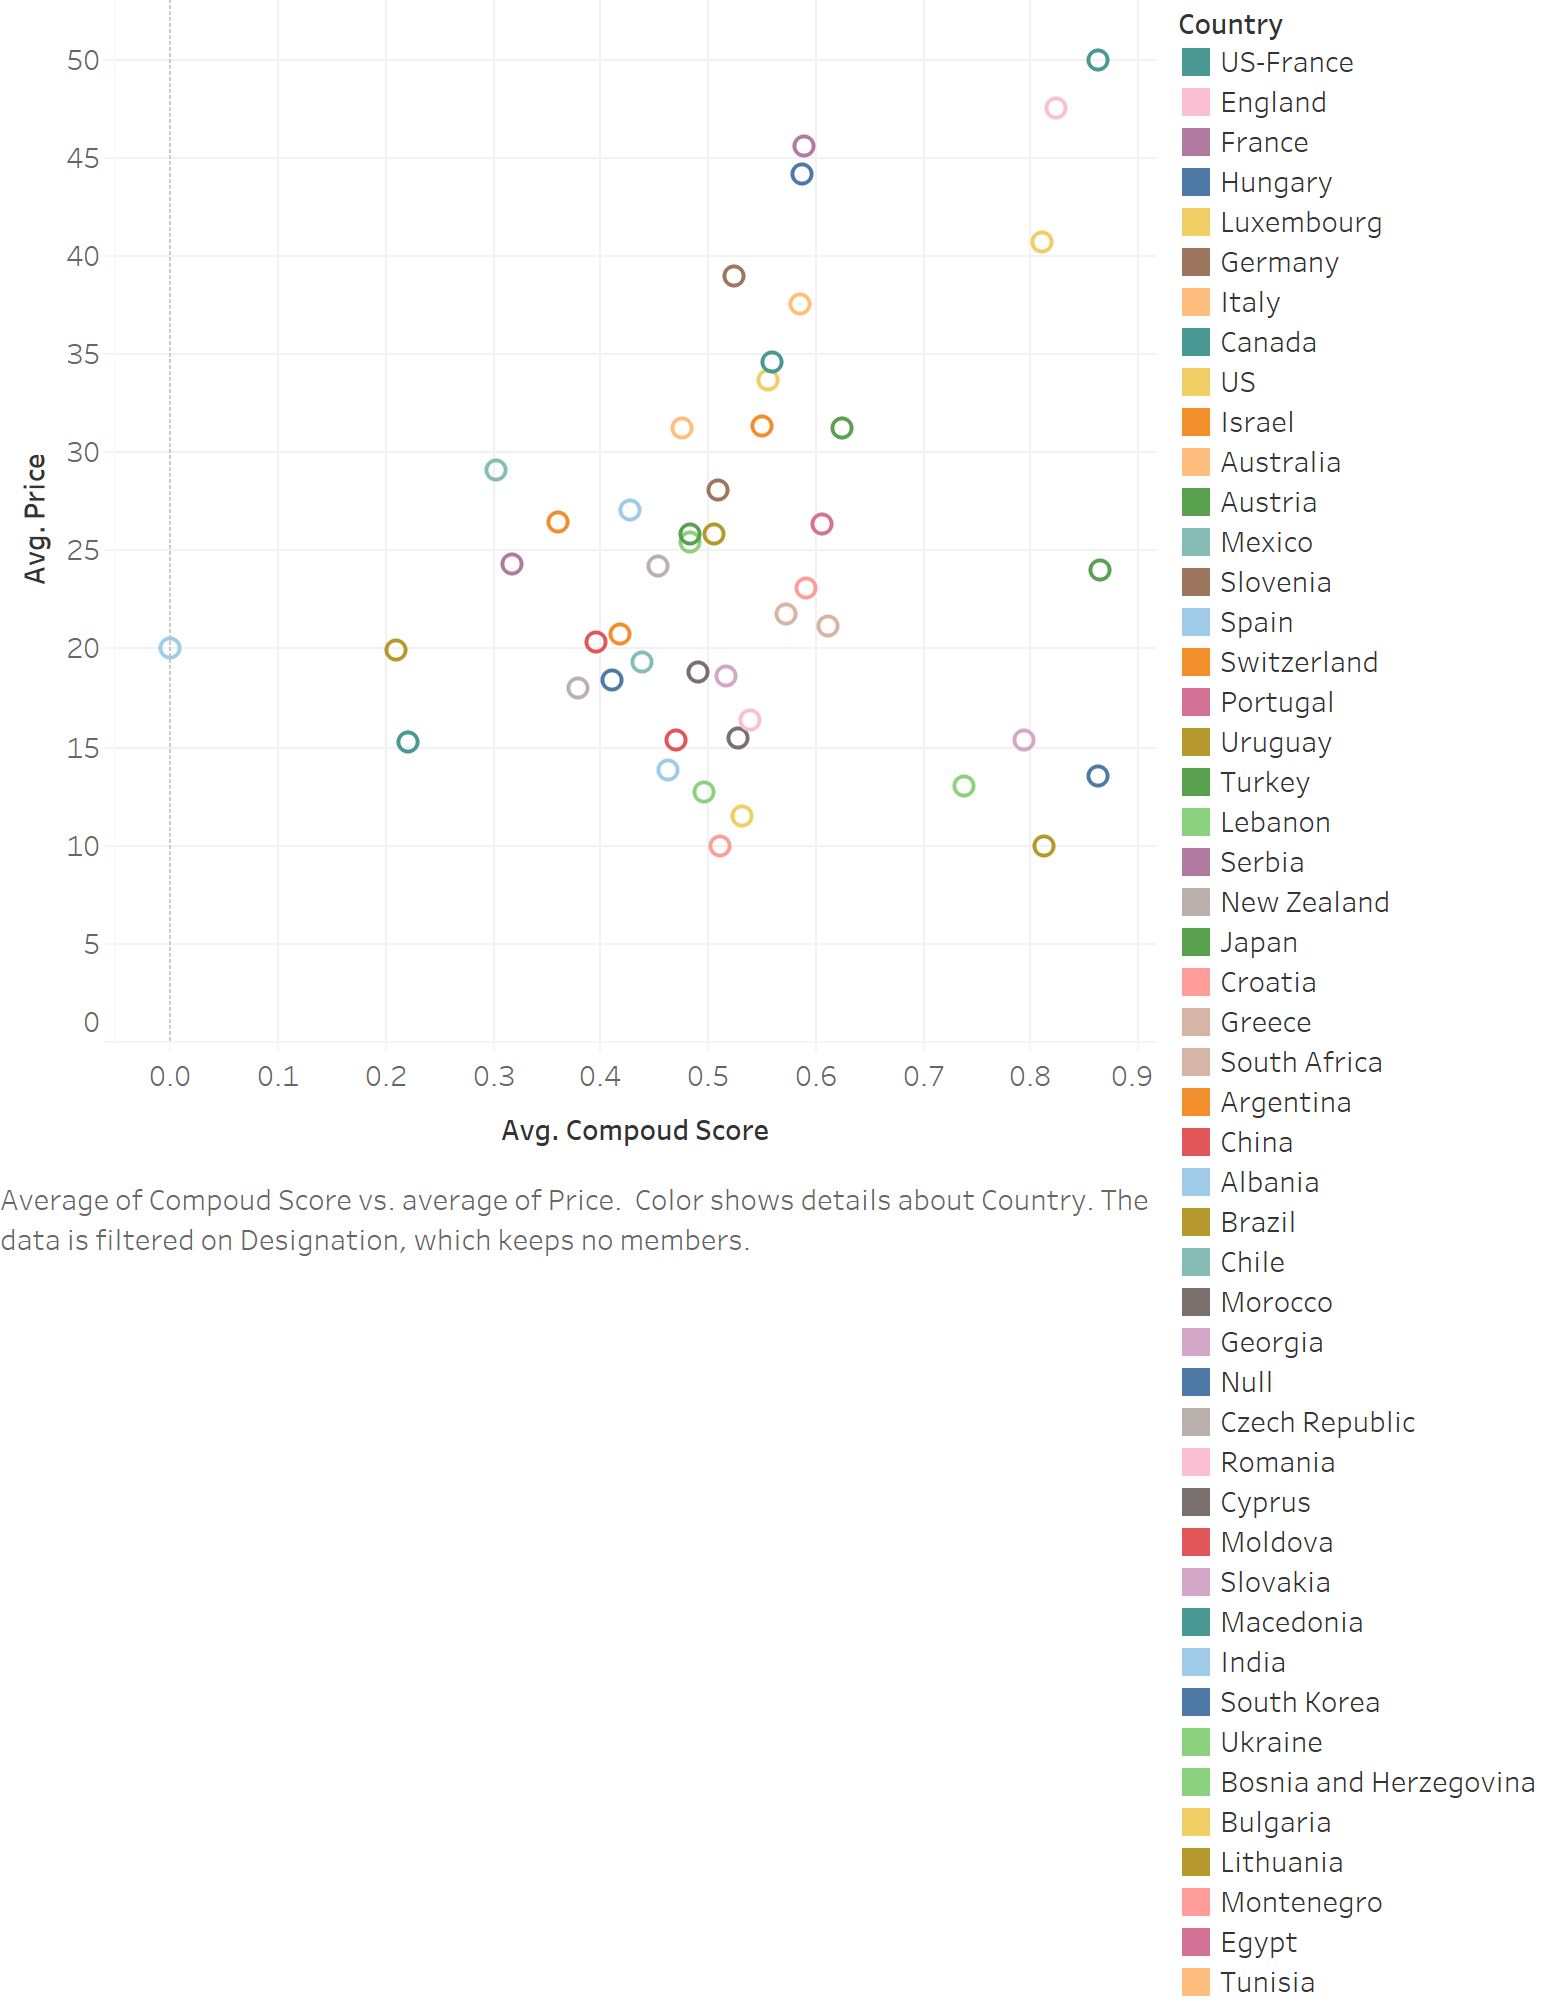 50
45
40
35
30
25
20
15
10
5
0
Avg. Price
0.0 0.1 0.2 0.3 0.4 0.5 0.6 0.7 0.8 0.9
Avg. Compoud Score
Average of Compoud Score vs. average of Price.  Color shows details about Country. The
data is filtered on Designation, which keeps no members.
Country
US-France
England
France
Hungary
Luxembourg
Germany
Italy
Canada
US
Israel
Australia
Austria
Mexico
Slovenia
Spain
Switzerland
Portugal
Uruguay
Turkey
Lebanon
Serbia
New Zealand
Japan
Croatia
Greece
South Africa
Argentina
China
Albania
Brazil
Chile
Morocco
Georgia
Null
Czech Republic
Romania
Cyprus
Moldova
Slovakia
Macedonia
India
South Korea
Ukraine
Bosnia and Herzegovina
Bulgaria
Lithuania
Montenegro
Egypt
Tunisia